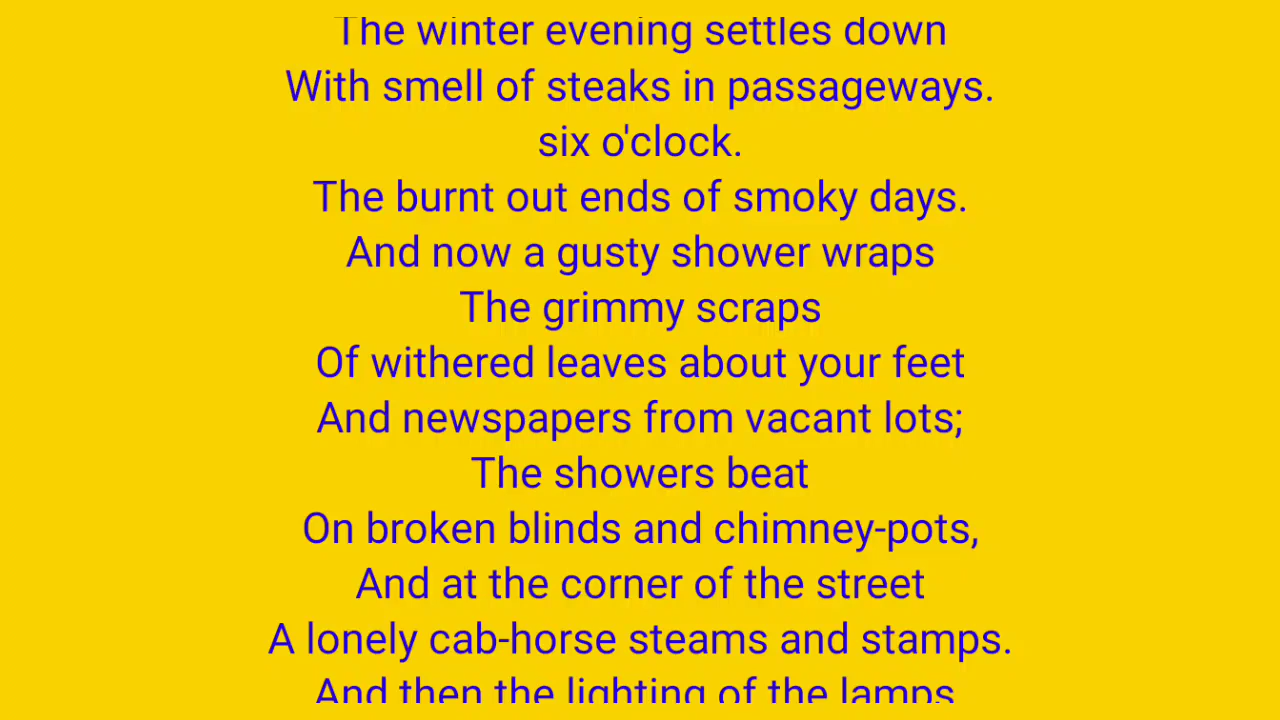 The winter evening settles down
With smell of steaks in passageways.
six o'clock.
The burnt out ends of smoky days.
And now a gusty shower wraps
The grimmy scraps
Of withered leaves about your feet
And newspapers from vacant lots;
The showers beat
On broken blinds and chimney-pots,
And at the corner of the street
A lonely cab-horse steams and stamps.
And then the lighting of the lamps